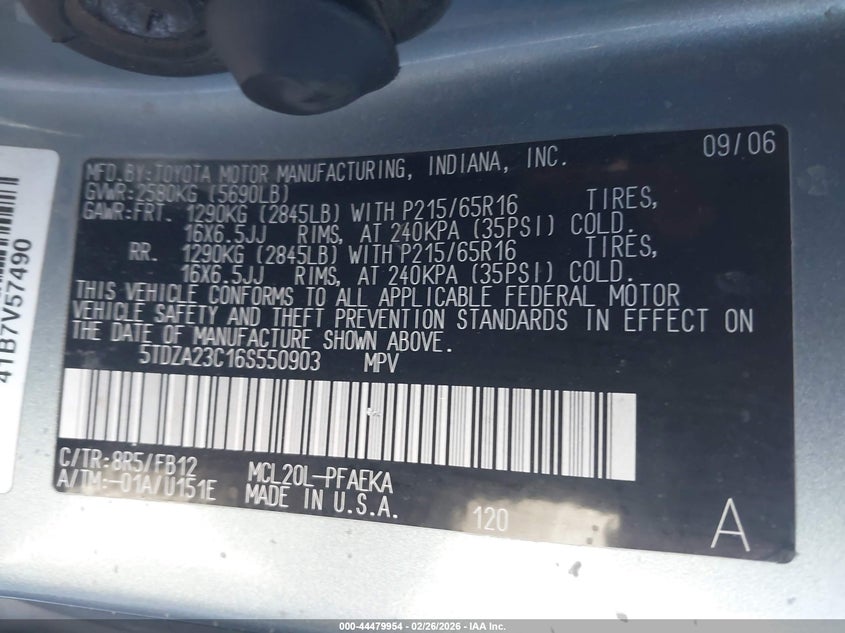 09/06
MFD.BY:TOYOTA MOTOR MANUFACTURING, INDIANA, INC.
GVWR:2580KG (5690LB)
GAWR:FRT. 1290KG (2845LB) WITH P215/65R16 TIRES,
16X6.5JJ RIMS, AT 240KPA (35PSI) COLD.
RR. 1290KG (2845LB) WITH P215/65R16 TIRES,
16X6.5JJ RIMS, AT 240KPA (35PSI) COLD.
THIS VEHICLE CONFORMS TO ALL APPLICABLE FEDERAL MOTOR
VEHICLE SAFETY AND THEFT PREVENTION STANDARDS IN EFFECT ON
THE DATE OF MANUFACTURE SHOWN ABOVE.
5TDZA23C16S550903 MPV
C/TR:8R5/FB12 MCL20L-PFAEKA
A/TM:-01A/U151E MADE IN U.S.A.
120
A
41B7V57490
000-44479954 - 02/26/2026 - IAA Inc.